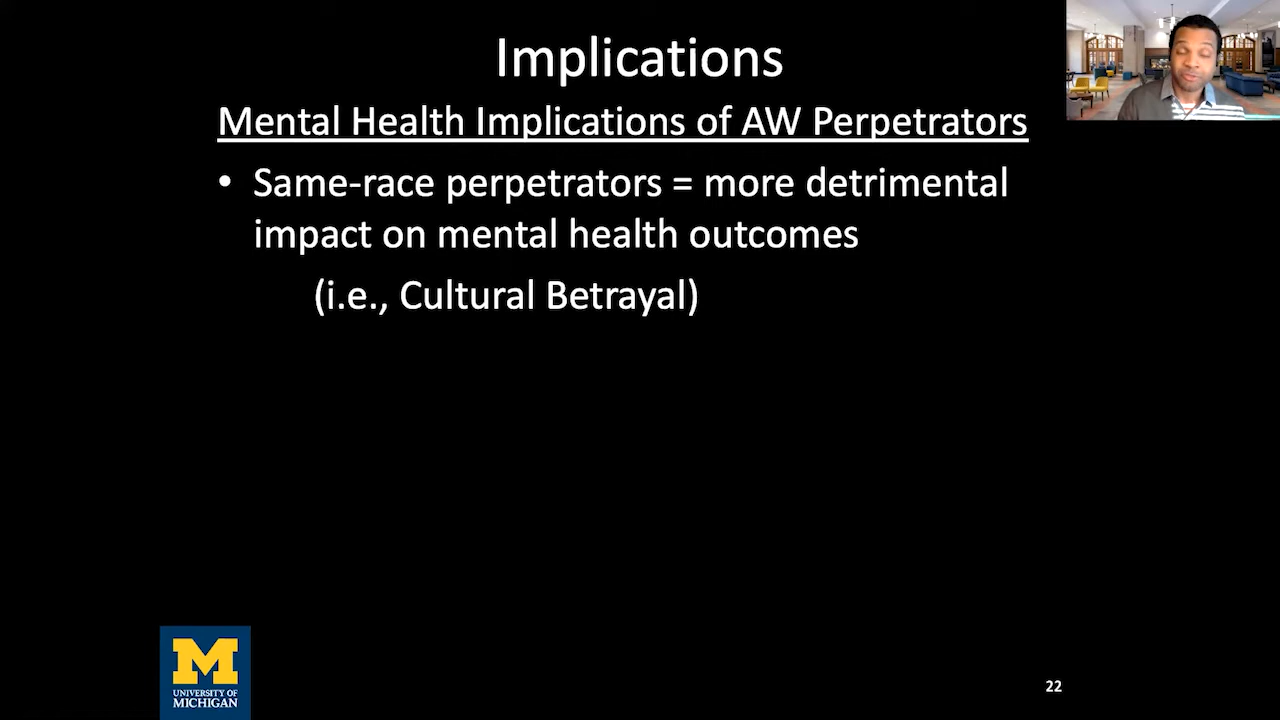 Implications
Mental Health Implications of AW Perpetrators
• Same-race perpetrators = more detrimental
impact on mental health outcomes
(i.e., Cultural Betrayal)
M
UNIVERSITY OF
MICHIGAN
22